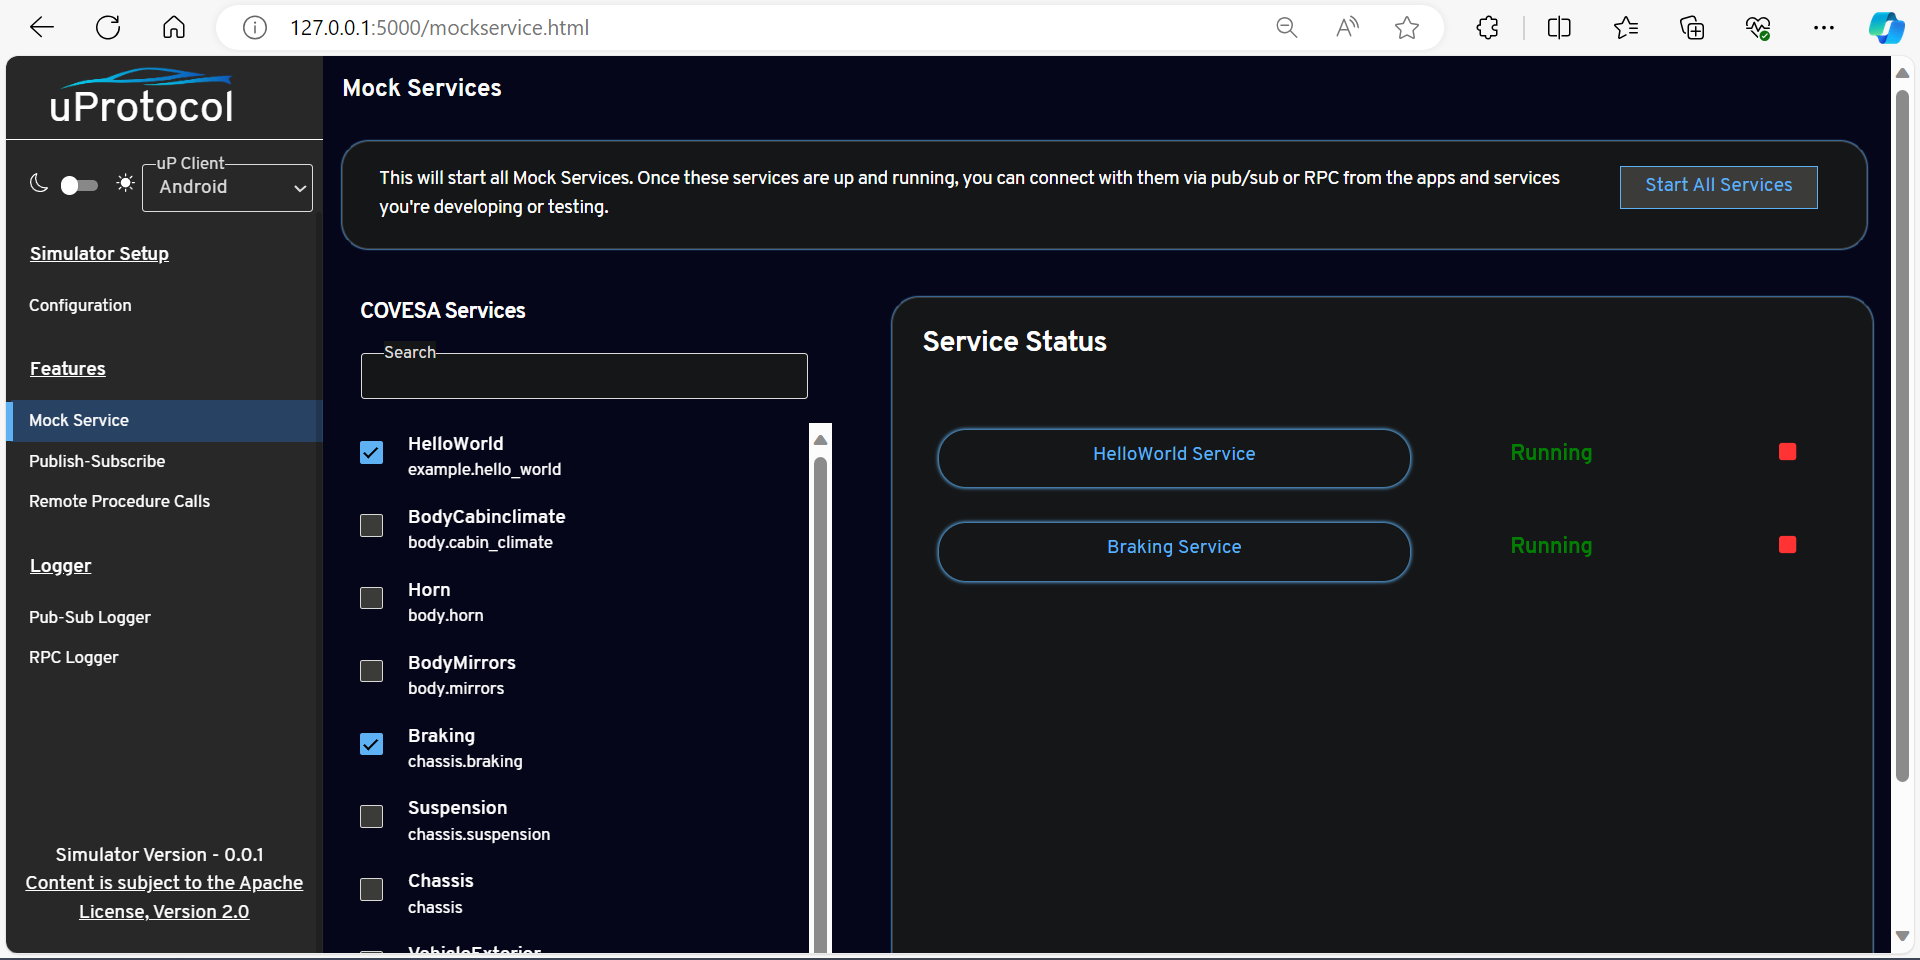 127.0.0.1:5000/mockservice.html
uProtocol
uP Client
Android
Simulator Setup
Configuration
Features
Mock Service
Publish-Subscribe
Remote Procedure Calls
Logger
Pub-Sub Logger
RPC Logger
Simulator Version - 0.0.1
Content is subject to the Apache
License, Version 2.0
Mock Services
This will start all Mock Services. Once these services are up and running, you can connect with them via pub/sub or RPC from the apps and services
you're developing or testing.
Start All Services
COVESA Services
Search
HelloWorld
example.hello_world
BodyCabinclimate
body.cabin_climate
Horn
body.horn
BodyMirrors
body.mirrors
Braking
chassis.braking
Suspension
chassis.suspension
Chassis
chassis
VehicleExterior
Service Status
HelloWorld Service
Running
Braking Service
Running